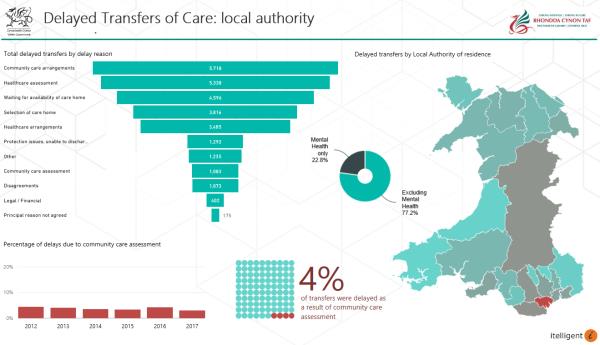 Delayed Transfers of Care: local authority
RHONDDA CYNON TAF
Total delayed transfers by delay reason
Delayed transfers by Local Authority of residence
Community care arrangements 5,718
Healthcare assessment 5,338
Waiting for availability of care home 4,596
Selection of care home 3,816
Healthcare arrangements 3,485
Protection issues, unable to dischar... 1,293
Other 1,235
Community care assessment 1,083
Disagreements 1,073
Legal / Financial 402
Principal reason not agreed 175
Mental
Health
only
22.8%
Excluding
Mental
Health
77.2%
Percentage of delays due to community care assessment
20%
10%
0%
2012 2013 2014 2015 2016 2017
4%
of transfers were delayed as
a result of community care
assessment
itelligent i